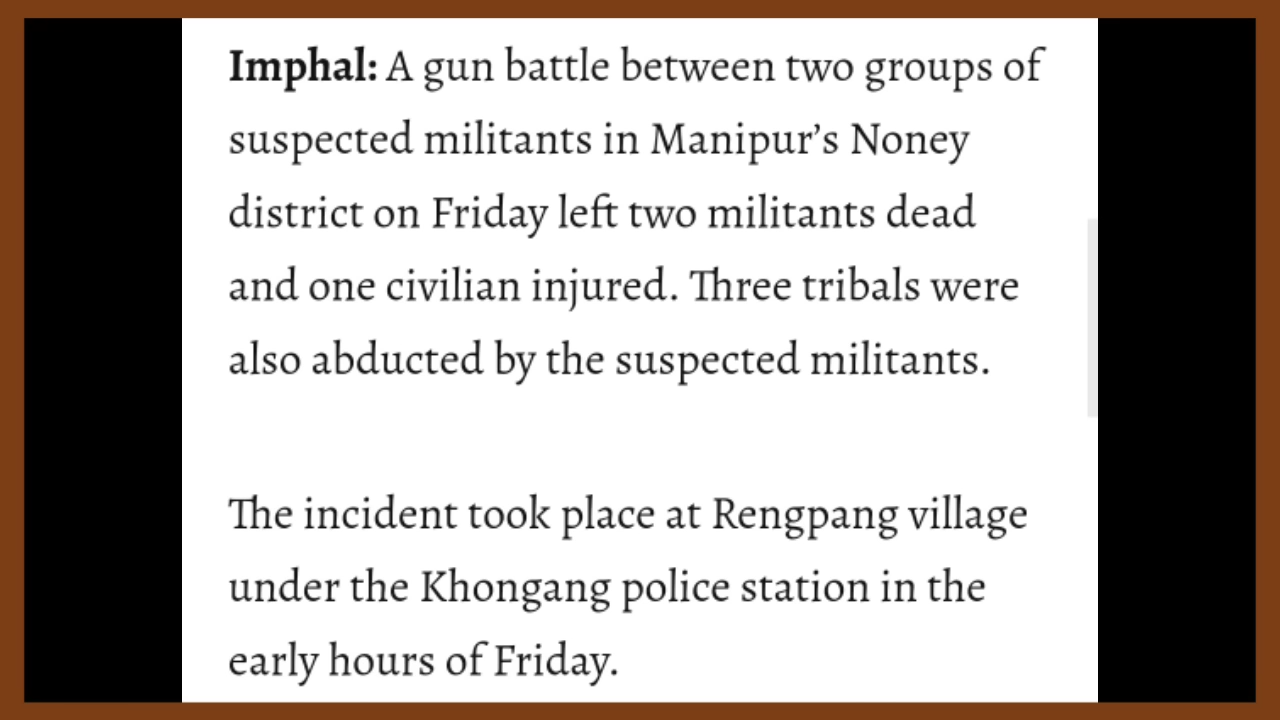 Imphal: A gun battle between two groups of
suspected militants in Manipur’s Noney
district on Friday left two militants dead
and one civilian injured. Three tribals were
also abducted by the suspected militants.
The incident took place at Rengpang village
under the Khongang police station in the
early hours of Friday.